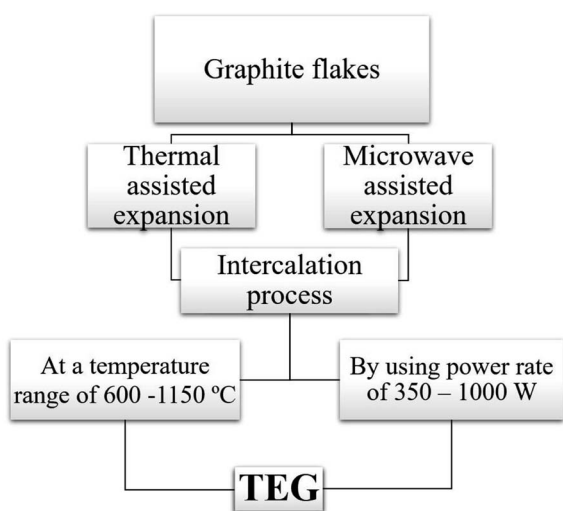 Graphite flakes
Thermal
assisted
expansion
Microwave
assisted
expansion
Intercalation
process
At a temperature
range of 600 -1150 ºC
By using power rate
of 350 – 1000 W
TEG